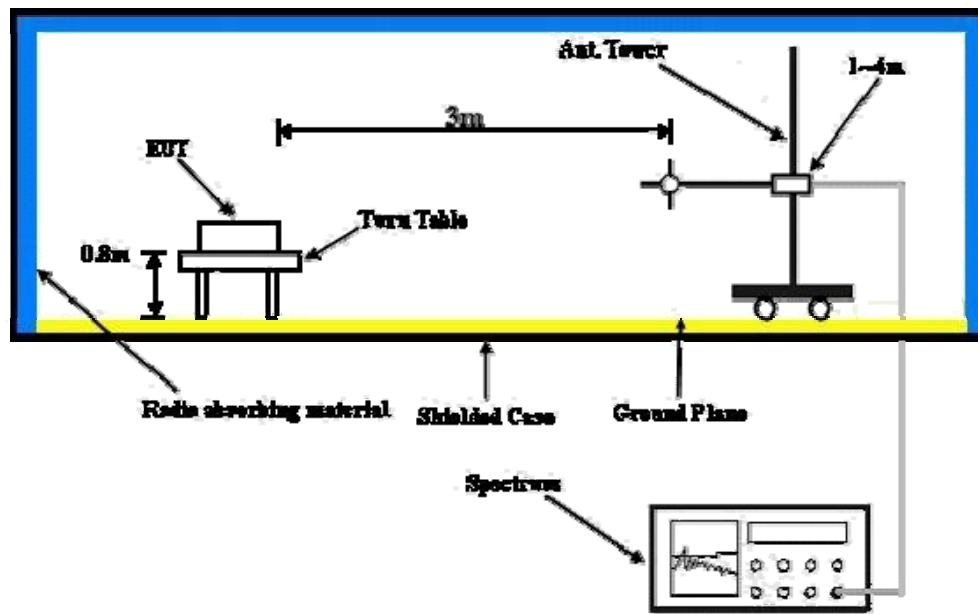 Ant. Tower
1~4m
3m
EUT
Turn Table
0.8m
Radio absorbing material
Shielded Case
Ground Plane
Spectrum